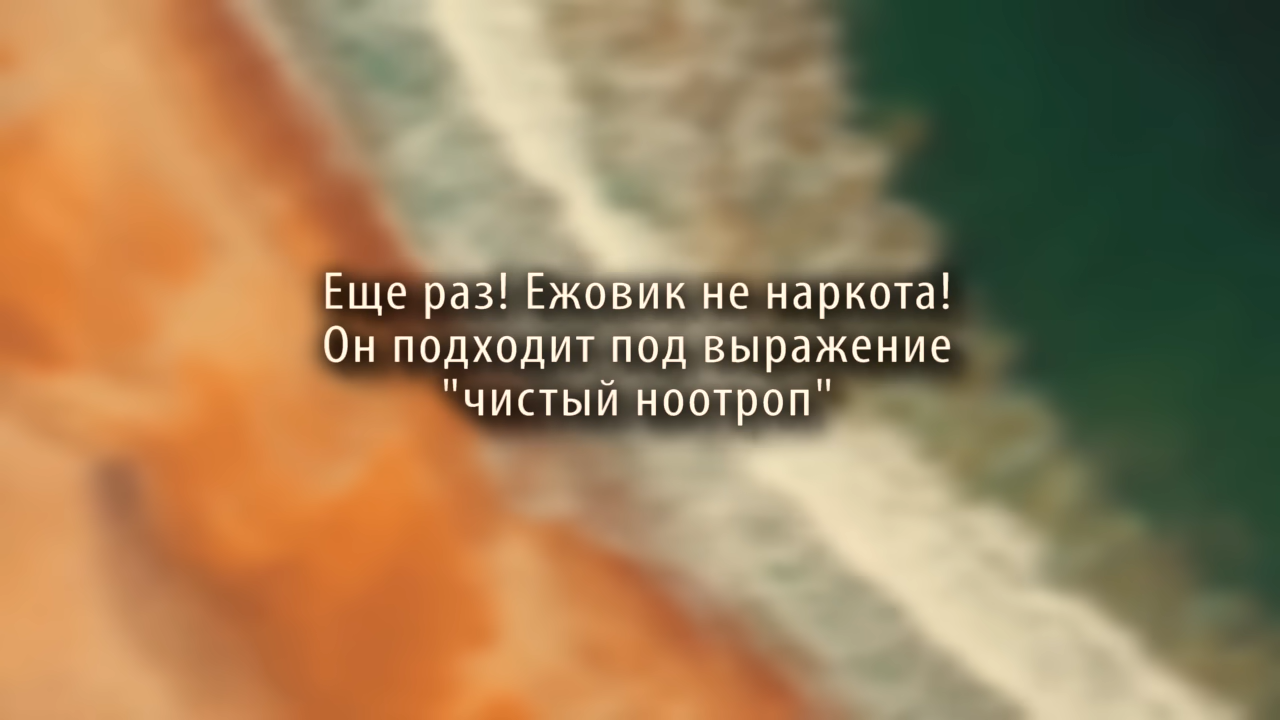 Еще раз! Ежовик не наркота!
Он подходит под выражение
"чистый ноотроп"